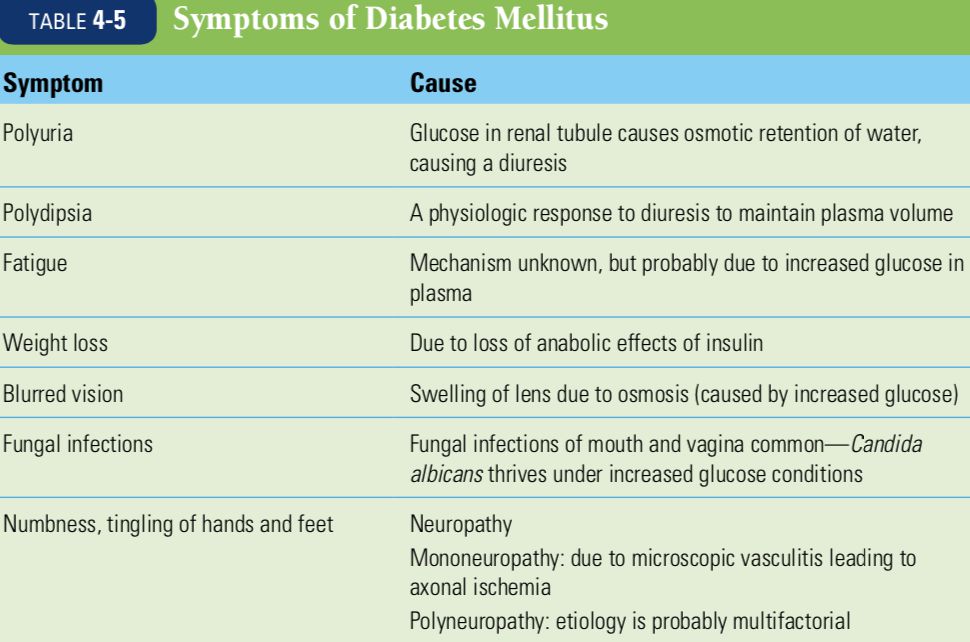 TABLE 4-5 Symptoms of Diabetes Mellitus
Symptom Cause
Polyuria Glucose in renal tubule causes osmotic retention of water,
causing a diuresis
Polydipsia A physiologic response to diuresis to maintain plasma volume
Fatigue Mechanism unknown, but probably due to increased glucose in
plasma
Weight loss Due to loss of anabolic effects of insulin
Blurred vision Swelling of lens due to osmosis (caused by increased glucose)
Fungal infections Fungal infections of mouth and vagina common—Candida
albicans thrives under increased glucose conditions
Numbness, tingling of hands and feet Neuropathy
Mononeuropathy: due to microscopic vasculitis leading to
axonal ischemia
Polyneuropathy: etiology is probably multifactorial